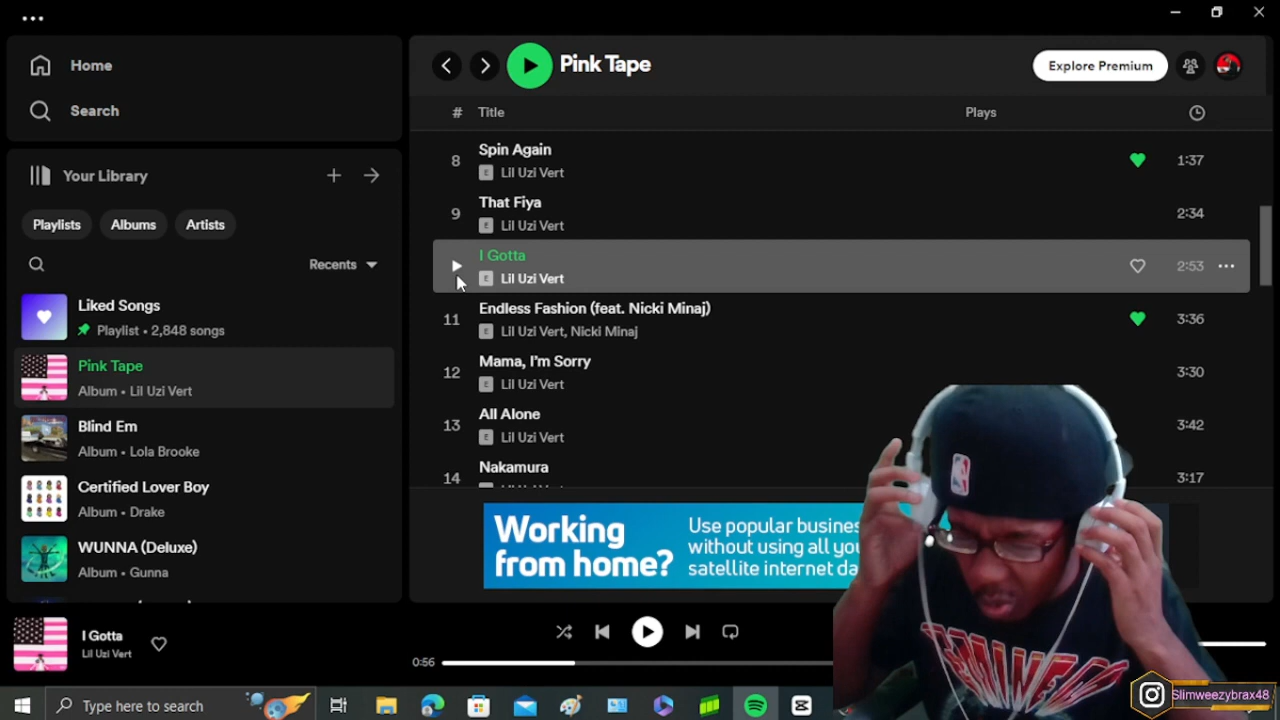 Home
Search
Your Library
Playlists
Albums
Artists
Recents
Liked Songs
Playlist • 2,848 songs
Pink Tape
Album • Lil Uzi Vert
Blind Em
Album • Lola Brooke
Certified Lover Boy
Album • Drake
WUNNA (Deluxe)
Album • Gunna
Pink Tape
Explore Premium
# Title Plays
8 Spin Again 1:37
E Lil Uzi Vert
9 That Fiya 2:34
E Lil Uzi Vert
I Gotta 2:53
E Lil Uzi Vert
11 Endless Fashion (feat. Nicki Minaj) 3:36
E Lil Uzi Vert, Nicki Minaj
12 Mama, I'm Sorry 3:30
E Lil Uzi Vert
13 All Alone 3:42
E Lil Uzi Vert
14 Nakamura 3:17
Working
from home?
Use popular busines
without using all you
satellite internet da
I Gotta
Lil Uzi Vert
0:56
Type here to search
Slimweezybrax48